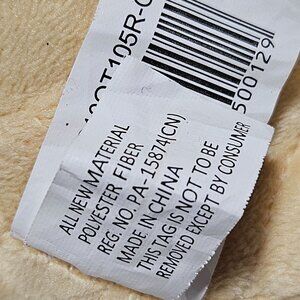 500129
ALL NEW MATERIAL
POLYESTER FIBER
REG. NO. PA-15874(CN)
MADE IN CHINA
THIS TAG IS NOT TO BE
REMOVED EXCEPT BY CONSUMER